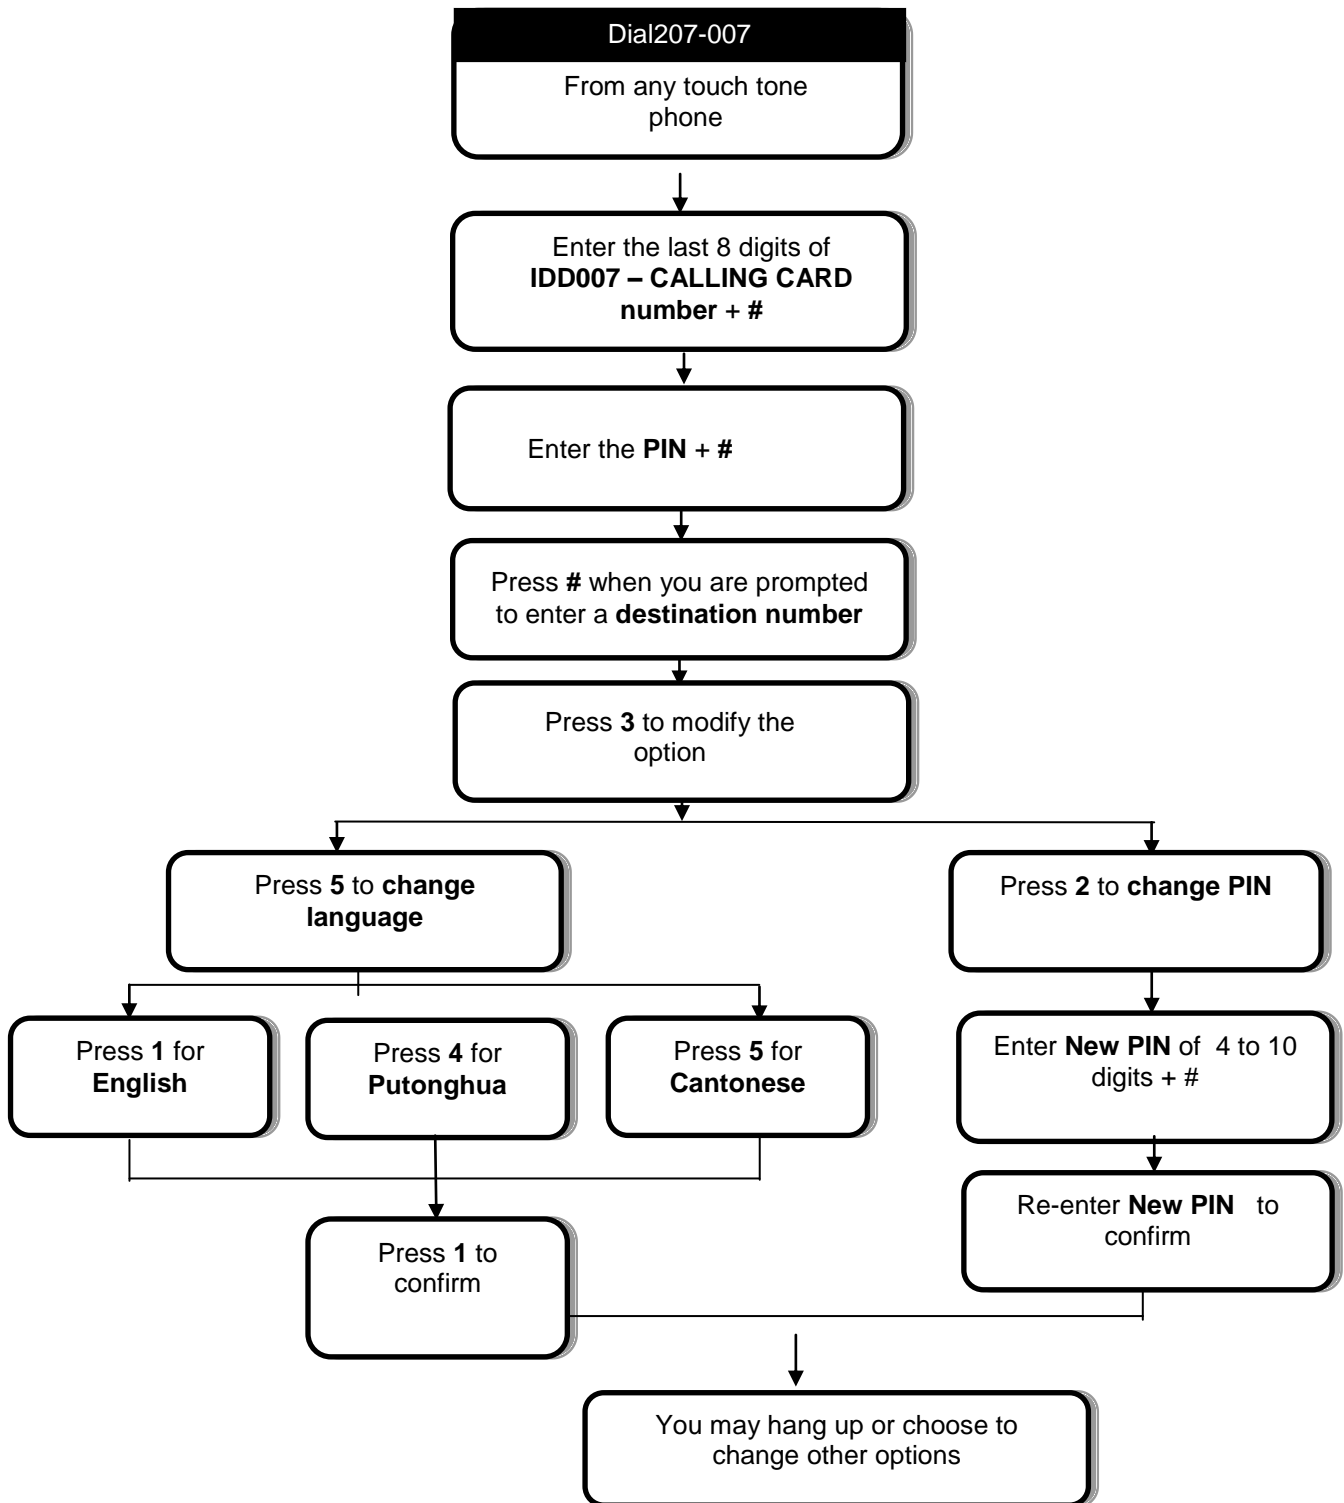 Dial207-007
From any touch tone
phone
Enter the last 8 digits of
IDD007 – CALLING CARD
number + #
Enter the PIN + #
Press # when you are prompted
to enter a destination number
Press 3 to modify the
option
Press 5 to change
language
Press 2 to change PIN
Press 1 for
English
Press 4 for
Putonghua
Press 5 for
Cantonese
Enter New PIN of 4 to 10
digits + #
Re-enter New PIN to
confirm
Press 1 to
confirm
You may hang up or choose to
change other options